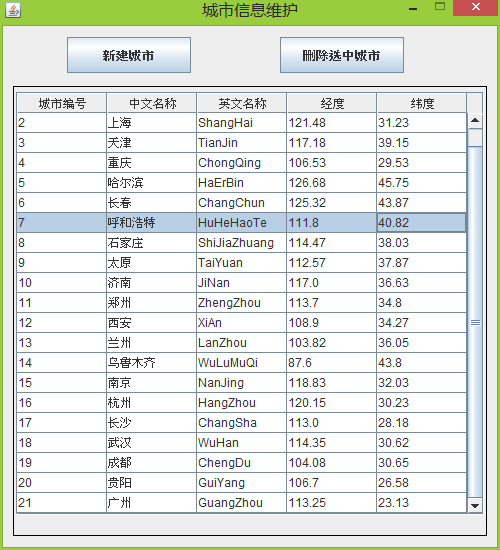 城市信息维护
新建城市 删除选中城市
城市编号 中文名称 英文名称 经度 纬度
2 上海 ShangHai 121.48 31.23
3 天津 TianJin 117.18 39.15
4 重庆 ChongQing 106.53 29.53
5 哈尔滨 HaErBin 126.68 45.75
6 长春 ChangChun 125.32 43.87
7 呼和浩特 HuHeHaoTe 111.8 40.82
8 石家庄 ShiJiaZhuang 114.47 38.03
9 太原 TaiYuan 112.57 37.87
10 济南 JiNan 117.0 36.63
11 郑州 ZhengZhou 113.7 34.8
12 西安 XiAn 108.9 34.27
13 兰州 LanZhou 103.82 36.05
14 乌鲁木齐 WuLuMuQi 87.6 43.8
15 南京 NanJing 118.83 32.03
16 杭州 HangZhou 120.15 30.23
17 长沙 ChangSha 113.0 28.18
18 武汉 WuHan 114.35 30.62
19 成都 ChengDu 104.08 30.65
20 贵阳 GuiYang 106.7 26.58
21 广州 GuangZhou 113.25 23.13